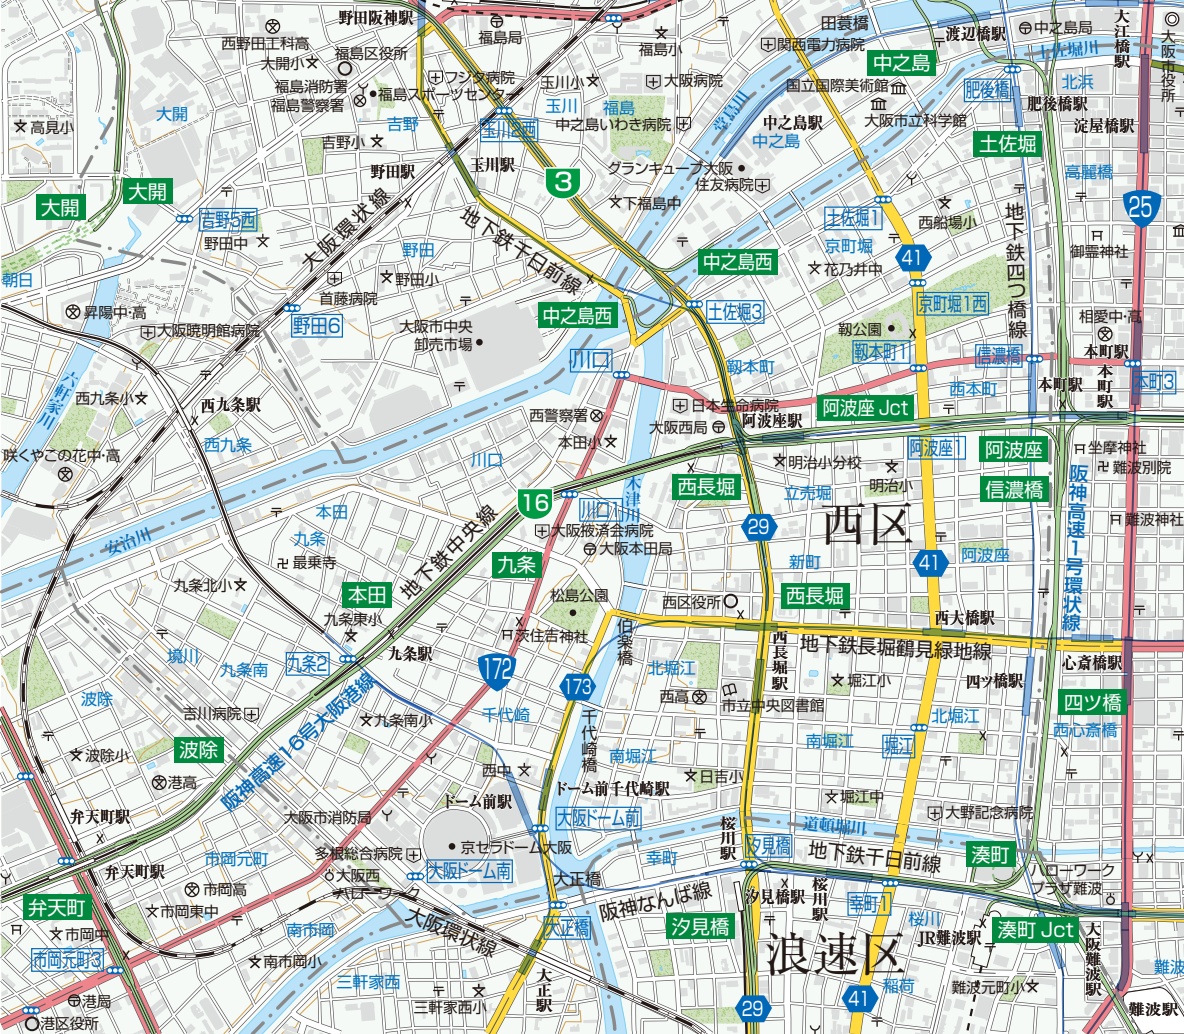 野田阪神駅
福島局
田蓑橋
渡辺橋駅
中之島局
大江橋駅
大阪市役所
西野田工科高
福島区役所
大開小
福島小
関西電力病院
中之島
土佐堀川
フジタ病院
玉川小
大阪病院
国立国際美術館
肥後橋
北浜
福島消防署
福島警察署
福島スポーツセンター
大開
玉川
福島
堂島川
肥後橋駅
高見小
吉野
玉川2西
中之島いわき病院
中之島駅
大阪市立科学館
淀屋橋駅
吉野小
中之島
土佐堀
野田駅
玉川駅
グランキューブ大阪
住友病院
高麗橋
大開
大開
3
下福島中
25
吉野5西
土佐堀1
西船場小
野田中
大阪環状線
地下鉄千日前線
京町堀
地下鉄四つ橋線
御霊神社
野田
中之島西
41
朝日
野田小
花乃井中
首藤病院
京町堀1西
昇陽中・高
大阪暁明館病院
野田6
大阪市中央
卸売市場
中之島西
土佐堀3
靱公園
相愛中・高
川口
靱本町
靱本町1
信濃橋
本町駅
六軒家川
西九条小
西九条駅
西本町
本町駅
本町駅
本町3
西警察署
日本生命病院
阿波座 Jct
西九条
本田小
大阪西局
阿波座駅
咲くやこの花中・高
川口
明治小分校
阿波座1
阿波座
坐摩神社
難波別院
西長堀
明治小
信濃橋
16
川口1
木津川
立売堀
阪神高速1号環状線
本田
西区
難波神社
安治川
九条
地下鉄中央線
大阪掖済会病院
29
大阪本田局
最乗寺
九条
新町
41
阿波座
九条北小
本田
松島公園
西区役所
西長堀
九条東小
伯楽橋
西大橋駅
境川
九条南
九条2
九条駅
茨住吉神社
西長堀駅
地下鉄長堀鶴見緑地線
心斎橋駅
172
173
北堀江
堀江小
四ツ橋駅
波除
西高
市立中央図書館
四ツ橋
吉川病院
九条南小
千代崎
千代崎橋
北堀江
波除
阪神高速16号大阪港線
南堀江
堀江
西心斎橋
波除小
港高
西中
日吉小
ドーム前駅
ドーム前千代崎駅
堀江中
弁天町駅
大阪市消防局
大阪ドーム前
道頓堀川
大野記念病院
桜川駅
市岡元町
多根総合病院
京セラドーム大阪
幸町
汐見橋
地下鉄千日前線
湊町
弁天町駅
大阪西
ハローワーク
大阪ドーム南
大正橋
ハローワーク
プラザ難波
市岡高
弁天町
市岡東中
大阪環状線
大正橋
阪神なんば線
汐見橋駅
桜川駅
幸町1
市岡中
南市岡
汐見橋
桜川
JR難波駅
湊町 Jct
大阪難波駅
市岡元町3
南市岡小
浪速区
難波
三軒家西
大正駅
港局
三軒家西小
稲荷
難波元町小
港区役所
29
41
難波駅